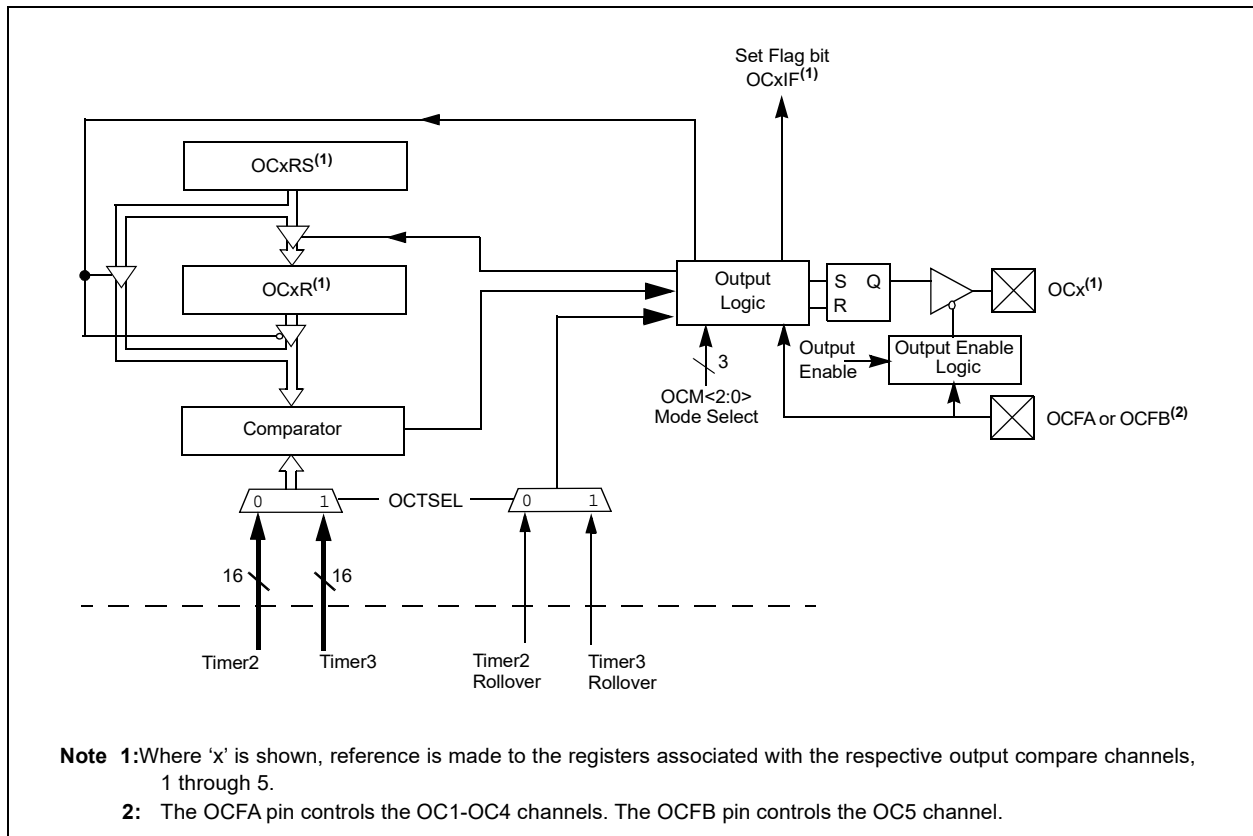 Set Flag bit
OCxIF(1)
OCxRS(1)
OCxR(1)
Output
Logic
S Q
R
OCx(1)
Output
Enable
Output Enable
Logic
3
OCM<2:0>
Mode Select
OCFA or OCFB(2)
Comparator
0 1
OCTSEL
0 1
16
16
Timer2
Timer3
Timer2
Rollover
Timer3
Rollover
Note 1:Where ‘x’ is shown, reference is made to the registers associated with the respective output compare channels,
1 through 5.
2: The OCFA pin controls the OC1-OC4 channels. The OCFB pin controls the OC5 channel.